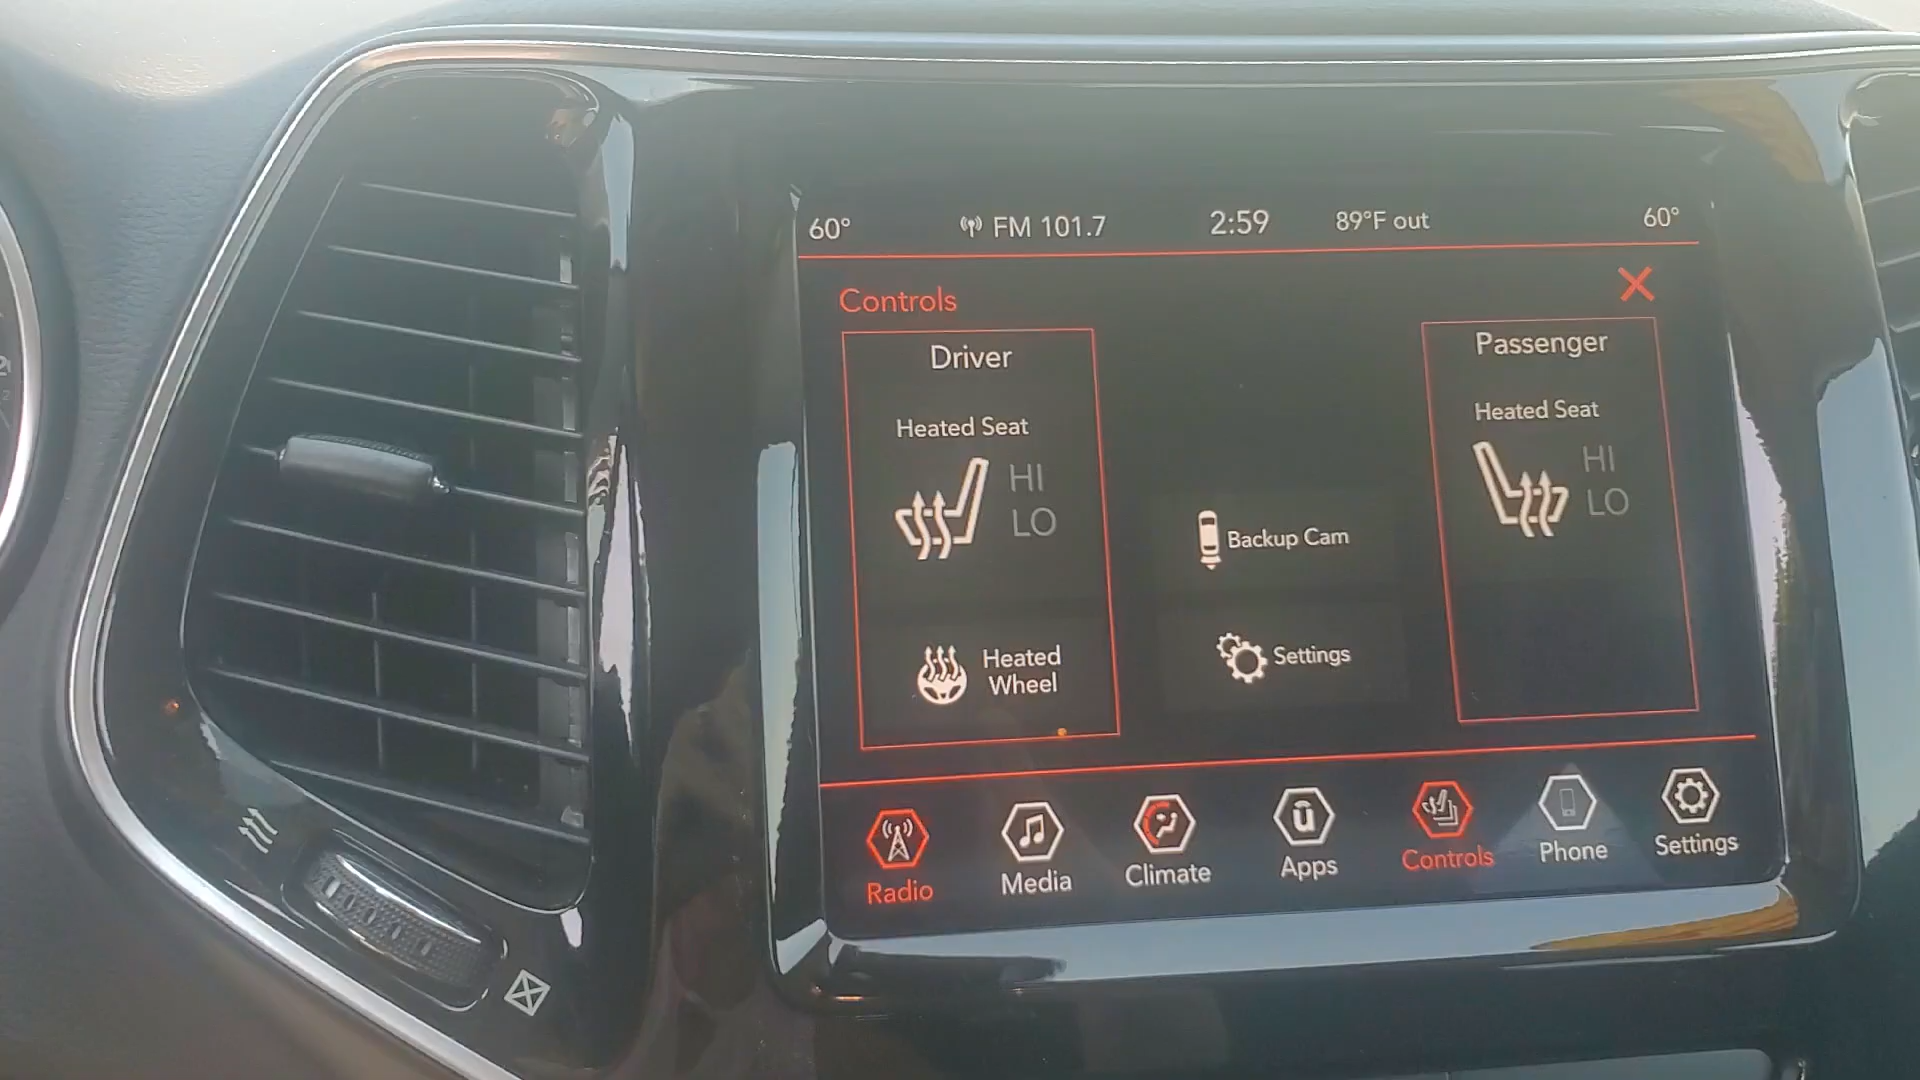 60° FM 101.7 2:59 89°F out 60°
Controls
Driver
Heated Seat
HI
LO
Heated
Wheel
Backup Cam
Settings
Passenger
Heated Seat
HI
LO
Radio
Media
Climate
Apps
Controls
Phone
Settings